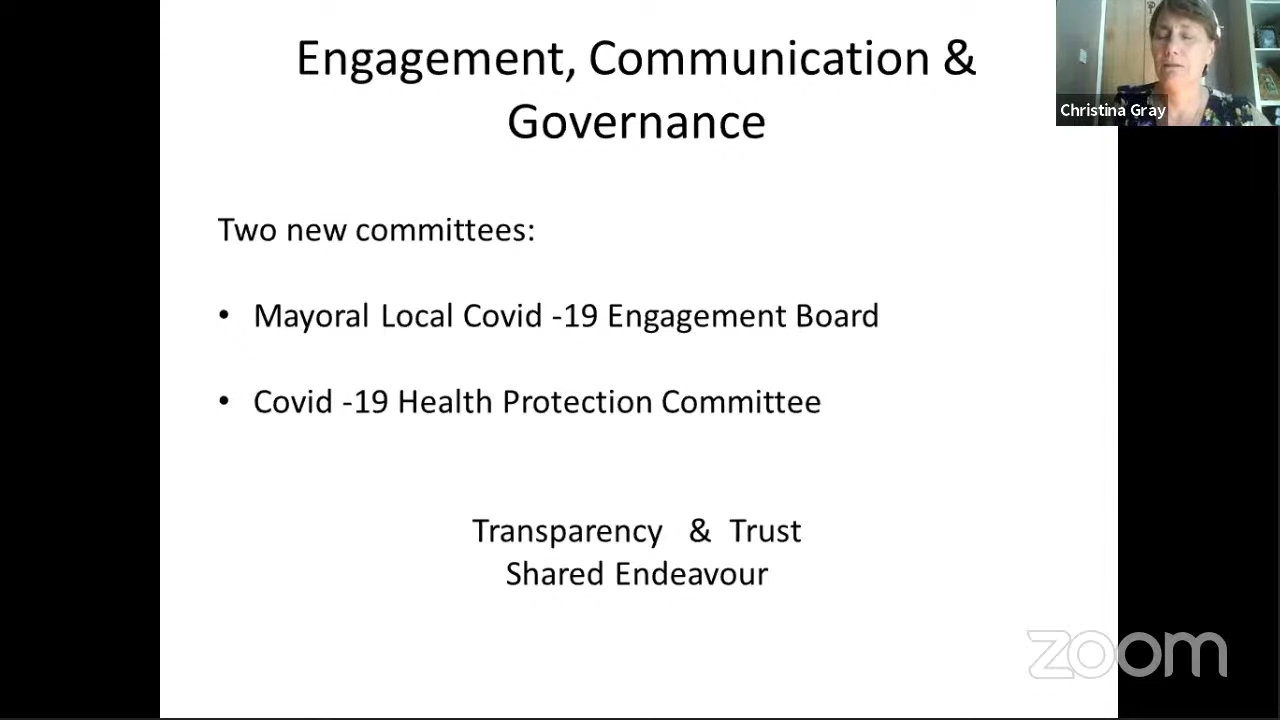 Engagement, Communication &
Governance
Christina Gray
Two new committees:
• Mayoral Local Covid -19 Engagement Board
• Covid -19 Health Protection Committee
Transparency & Trust
Shared Endeavour
zoom